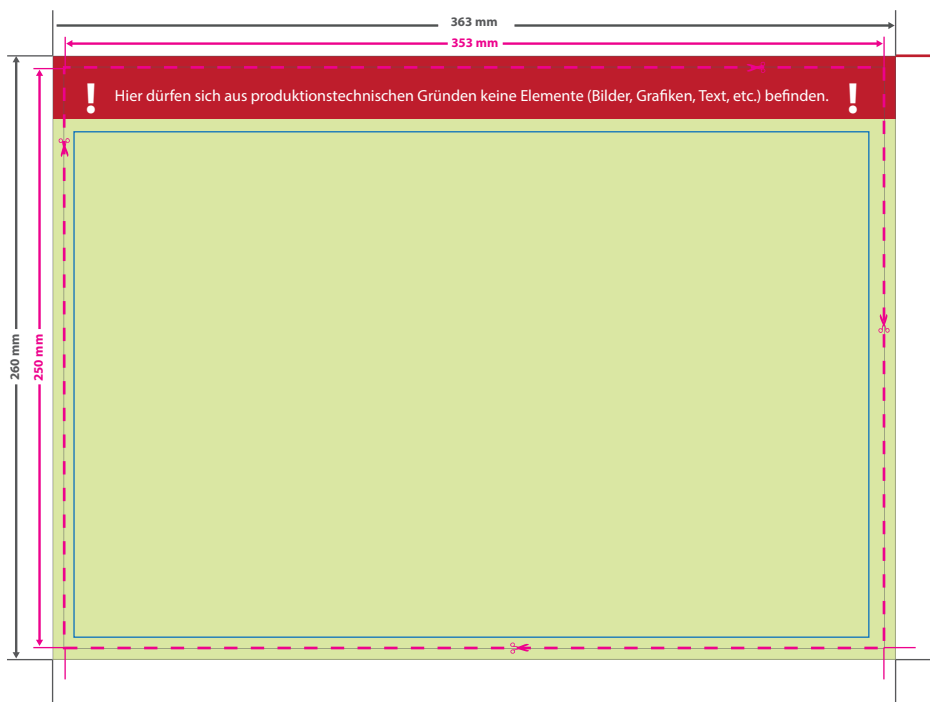 363 mm
353 mm
! Hier dürfen sich aus produktionstechnischen Gründen keine Elemente (Bilder, Grafiken, Text, etc.) befinden. !
260 mm
250 mm